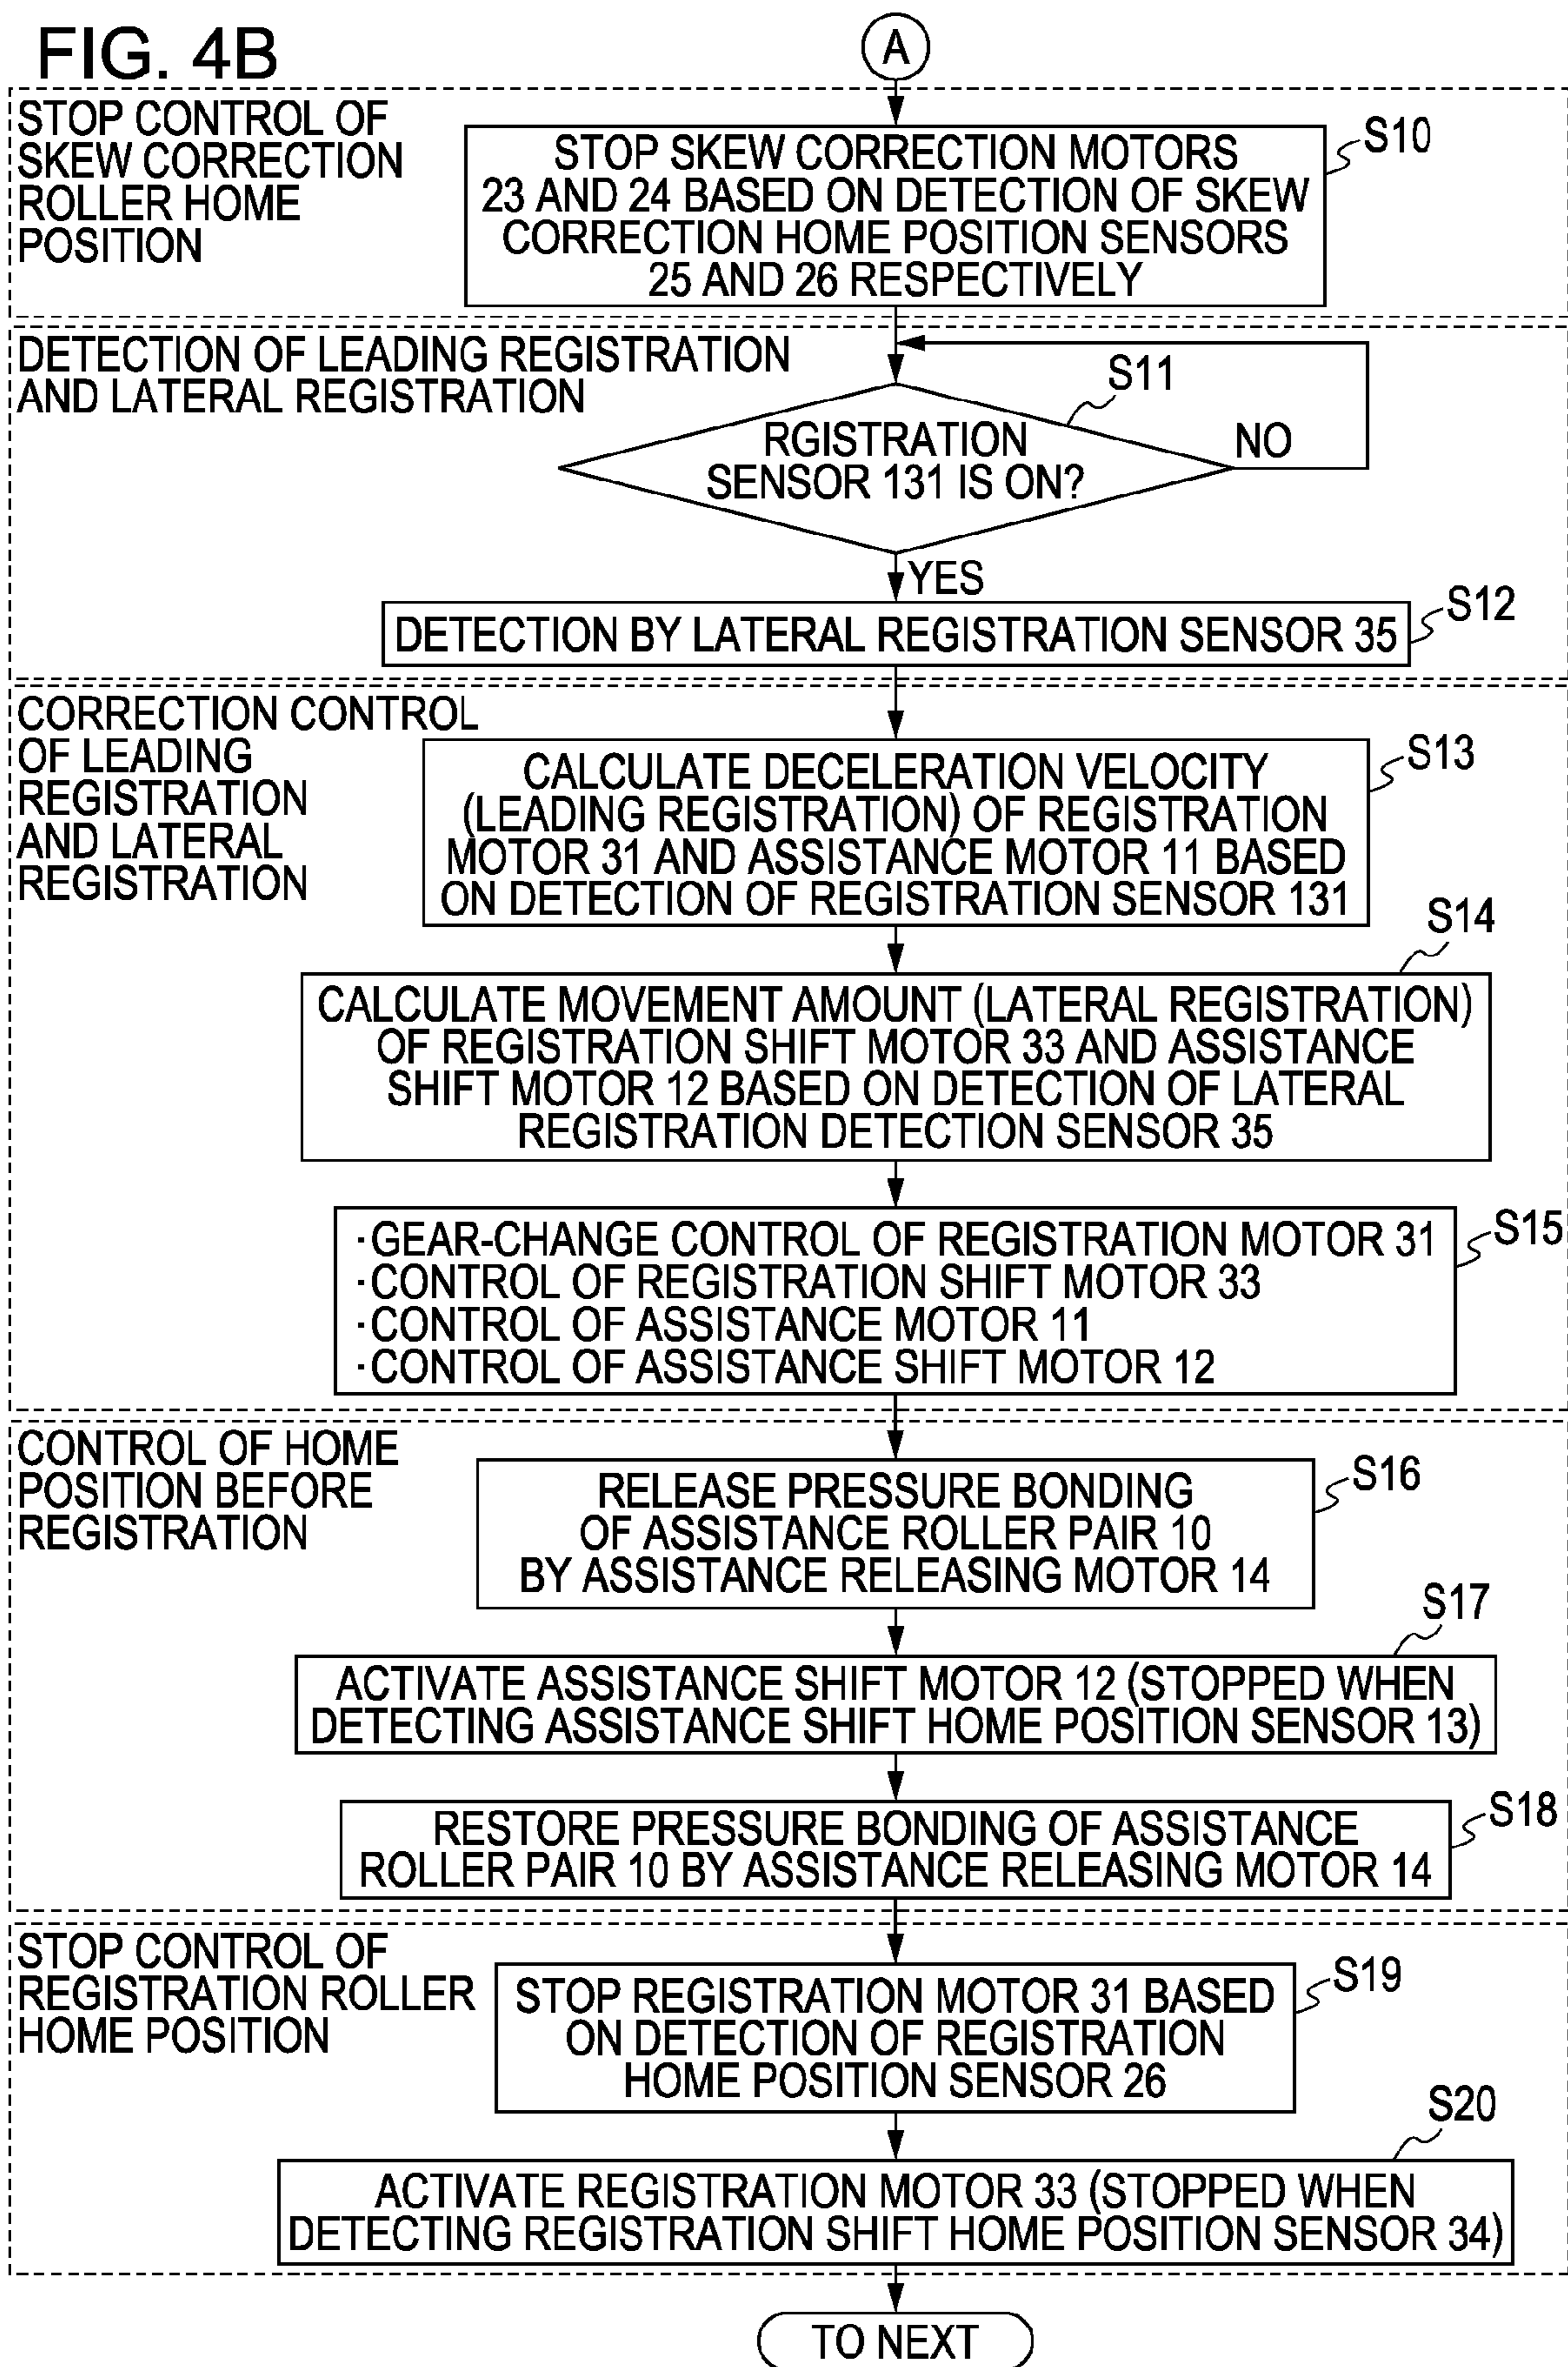 FIG. 4B
A
STOP CONTROL OF
SKEW CORRECTION
ROLLER HOME
POSITION
STOP SKEW CORRECTION MOTORS
23 AND 24 BASED ON DETECTION OF SKEW
CORRECTION HOME POSITION SENSORS
25 AND 26 RESPECTIVELY
S10
DETECTION OF LEADING REGISTRATION
AND LATERAL REGISTRATION
S11
RGISTRATION
SENSOR 131 IS ON?
NO
YES
DETECTION BY LATERAL REGISTRATION SENSOR 35
S12
CORRECTION CONTROL
OF LEADING
REGISTRATION
AND LATERAL
REGISTRATION
CALCULATE DECELERATION VELOCITY
(LEADING REGISTRATION) OF REGISTRATION
MOTOR 31 AND ASSISTANCE MOTOR 11 BASED
ON DETECTION OF REGISTRATION SENSOR 131
S13
S14
CALCULATE MOVEMENT AMOUNT (LATERAL REGISTRATION)
OF REGISTRATION SHIFT MOTOR 33 AND ASSISTANCE
SHIFT MOTOR 12 BASED ON DETECTION OF LATERAL
REGISTRATION DETECTION SENSOR 35
·GEAR-CHANGE CONTROL OF REGISTRATION MOTOR 31
·CONTROL OF REGISTRATION SHIFT MOTOR 33
·CONTROL OF ASSISTANCE MOTOR 11
·CONTROL OF ASSISTANCE SHIFT MOTOR 12
S15
CONTROL OF HOME
POSITION BEFORE
REGISTRATION
RELEASE PRESSURE BONDING
OF ASSISTANCE ROLLER PAIR 10
BY ASSISTANCE RELEASING MOTOR 14
S16
S17
ACTIVATE ASSISTANCE SHIFT MOTOR 12 (STOPPED WHEN
DETECTING ASSISTANCE SHIFT HOME POSITION SENSOR 13)
RESTORE PRESSURE BONDING OF ASSISTANCE
ROLLER PAIR 10 BY ASSISTANCE RELEASING MOTOR 14
S18
STOP CONTROL OF
REGISTRATION ROLLER
HOME POSITION
STOP REGISTRATION MOTOR 31 BASED
ON DETECTION OF REGISTRATION
HOME POSITION SENSOR 26
S19
S20
ACTIVATE REGISTRATION MOTOR 33 (STOPPED WHEN
DETECTING REGISTRATION SHIFT HOME POSITION SENSOR 34)
TO NEXT